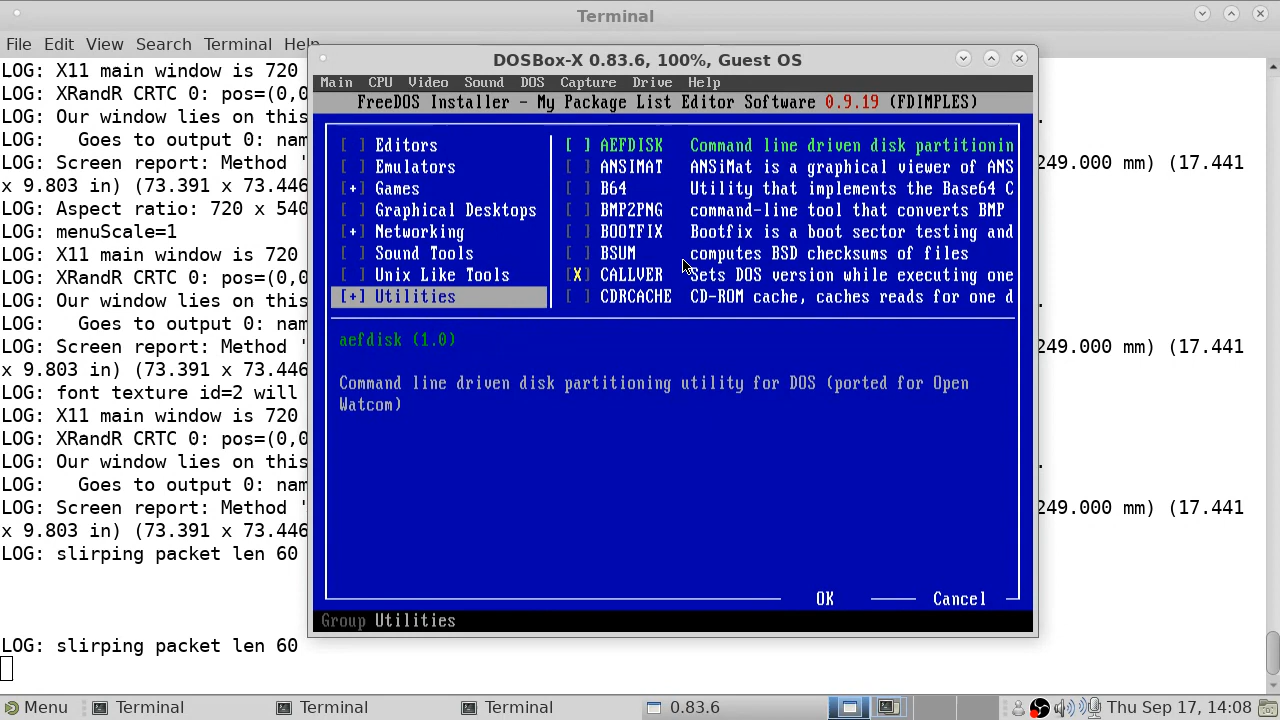 Terminal
File Edit View Search Terminal Help
LOG: X11 main window is 720
LOG: XRandR CRTC 0: pos=(0,0
LOG: Our window lies on this
LOG:   Goes to output 0: nam
LOG: Screen report: Method ' 249.000 mm) (17.441
x 9.803 in) (73.391 x 73.446
LOG: Aspect ratio: 720 x 540
LOG: menuScale=1
LOG: X11 main window is 720
LOG: XRandR CRTC 0: pos=(0,0
LOG: Our window lies on this
LOG:   Goes to output 0: nam
LOG: Screen report: Method ' 249.000 mm) (17.441
x 9.803 in) (73.391 x 73.446
LOG: font texture id=2 will
LOG: X11 main window is 720
LOG: XRandR CRTC 0: pos=(0,0
LOG: Our window lies on this
LOG:   Goes to output 0: nam
LOG: Screen report: Method ' 249.000 mm) (17.441
x 9.803 in) (73.391 x 73.446
LOG: slirping packet len 60
LOG: slirping packet len 60
DOSBox-X 0.83.6, 100%, Guest OS
Main CPU Video Sound DOS Capture Drive Help
FreeDOS Installer - My Package List Editor Software 0.9.19 (FDIMPLES)
[ ] Editors
[ ] Emulators
[+] Games
[ ] Graphical Desktops
[+] Networking
[ ] Sound Tools
[ ] Unix Like Tools
[+] Utilities
[ ] AEFDISK Command line driven disk partitionin
[ ] ANSIMAT ANSiMat is a graphical viewer of ANS
[ ] B64 Utility that implements the Base64 C
[ ] BMP2PNG command-line tool that converts BMP
[ ] BOOTFIX Bootfix is a boot sector testing and
[ ] BSUM computes BSD checksums of files
[X] CALLVER Sets DOS version while executing one
[ ] CDRCACHE CD-ROM cache, caches reads for one d
aefdisk (1.0)
Command line driven disk partitioning utility for DOS (ported for Open
Watcom)
OK Cancel
Group Utilities
Menu Terminal Terminal Terminal 0.83.6 Thu Sep 17, 14:08